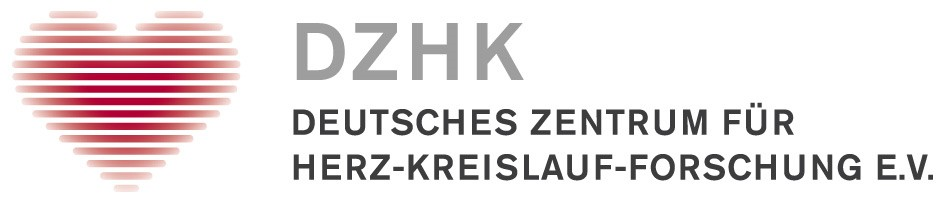 DZHK
DEUTSCHES ZENTRUM FÜR
HERZ-KREISLAUF-FORSCHUNG E.V.